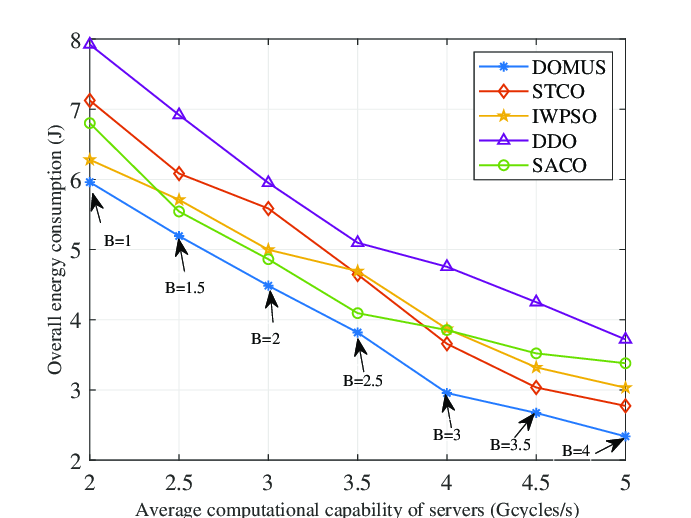 8
7
6
5
4
3
2
Overall energy consumption (J)
DOMUS
STCO
IWPSO
DDO
SACO
B=1
B=1.5
B=2
B=2.5
B=3
B=3.5
B=4
2 2.5 3 3.5 4 4.5 5
Average computational capability of servers (Gcycles/s)